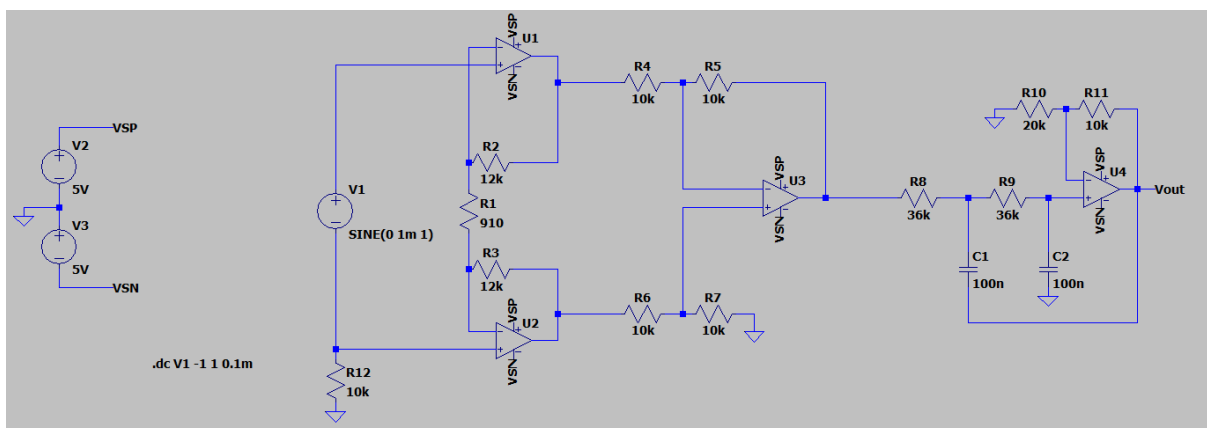 VSP
V2
5V
V3
5V
VSN
.dc V1 -1 1 0.1m
V1
SINE(0 1m 1)
R12
10k
VSP
U1
VSN
R2
12k
R1
910
R3
12k
VSP
U2
VSN
R4
10k
R5
10k
VSP
U3
VSN
R6
10k
R7
10k
R8
36k
R9
36k
C1
100n
C2
100n
R10
20k
R11
10k
VSP
U4
VSN
Vout